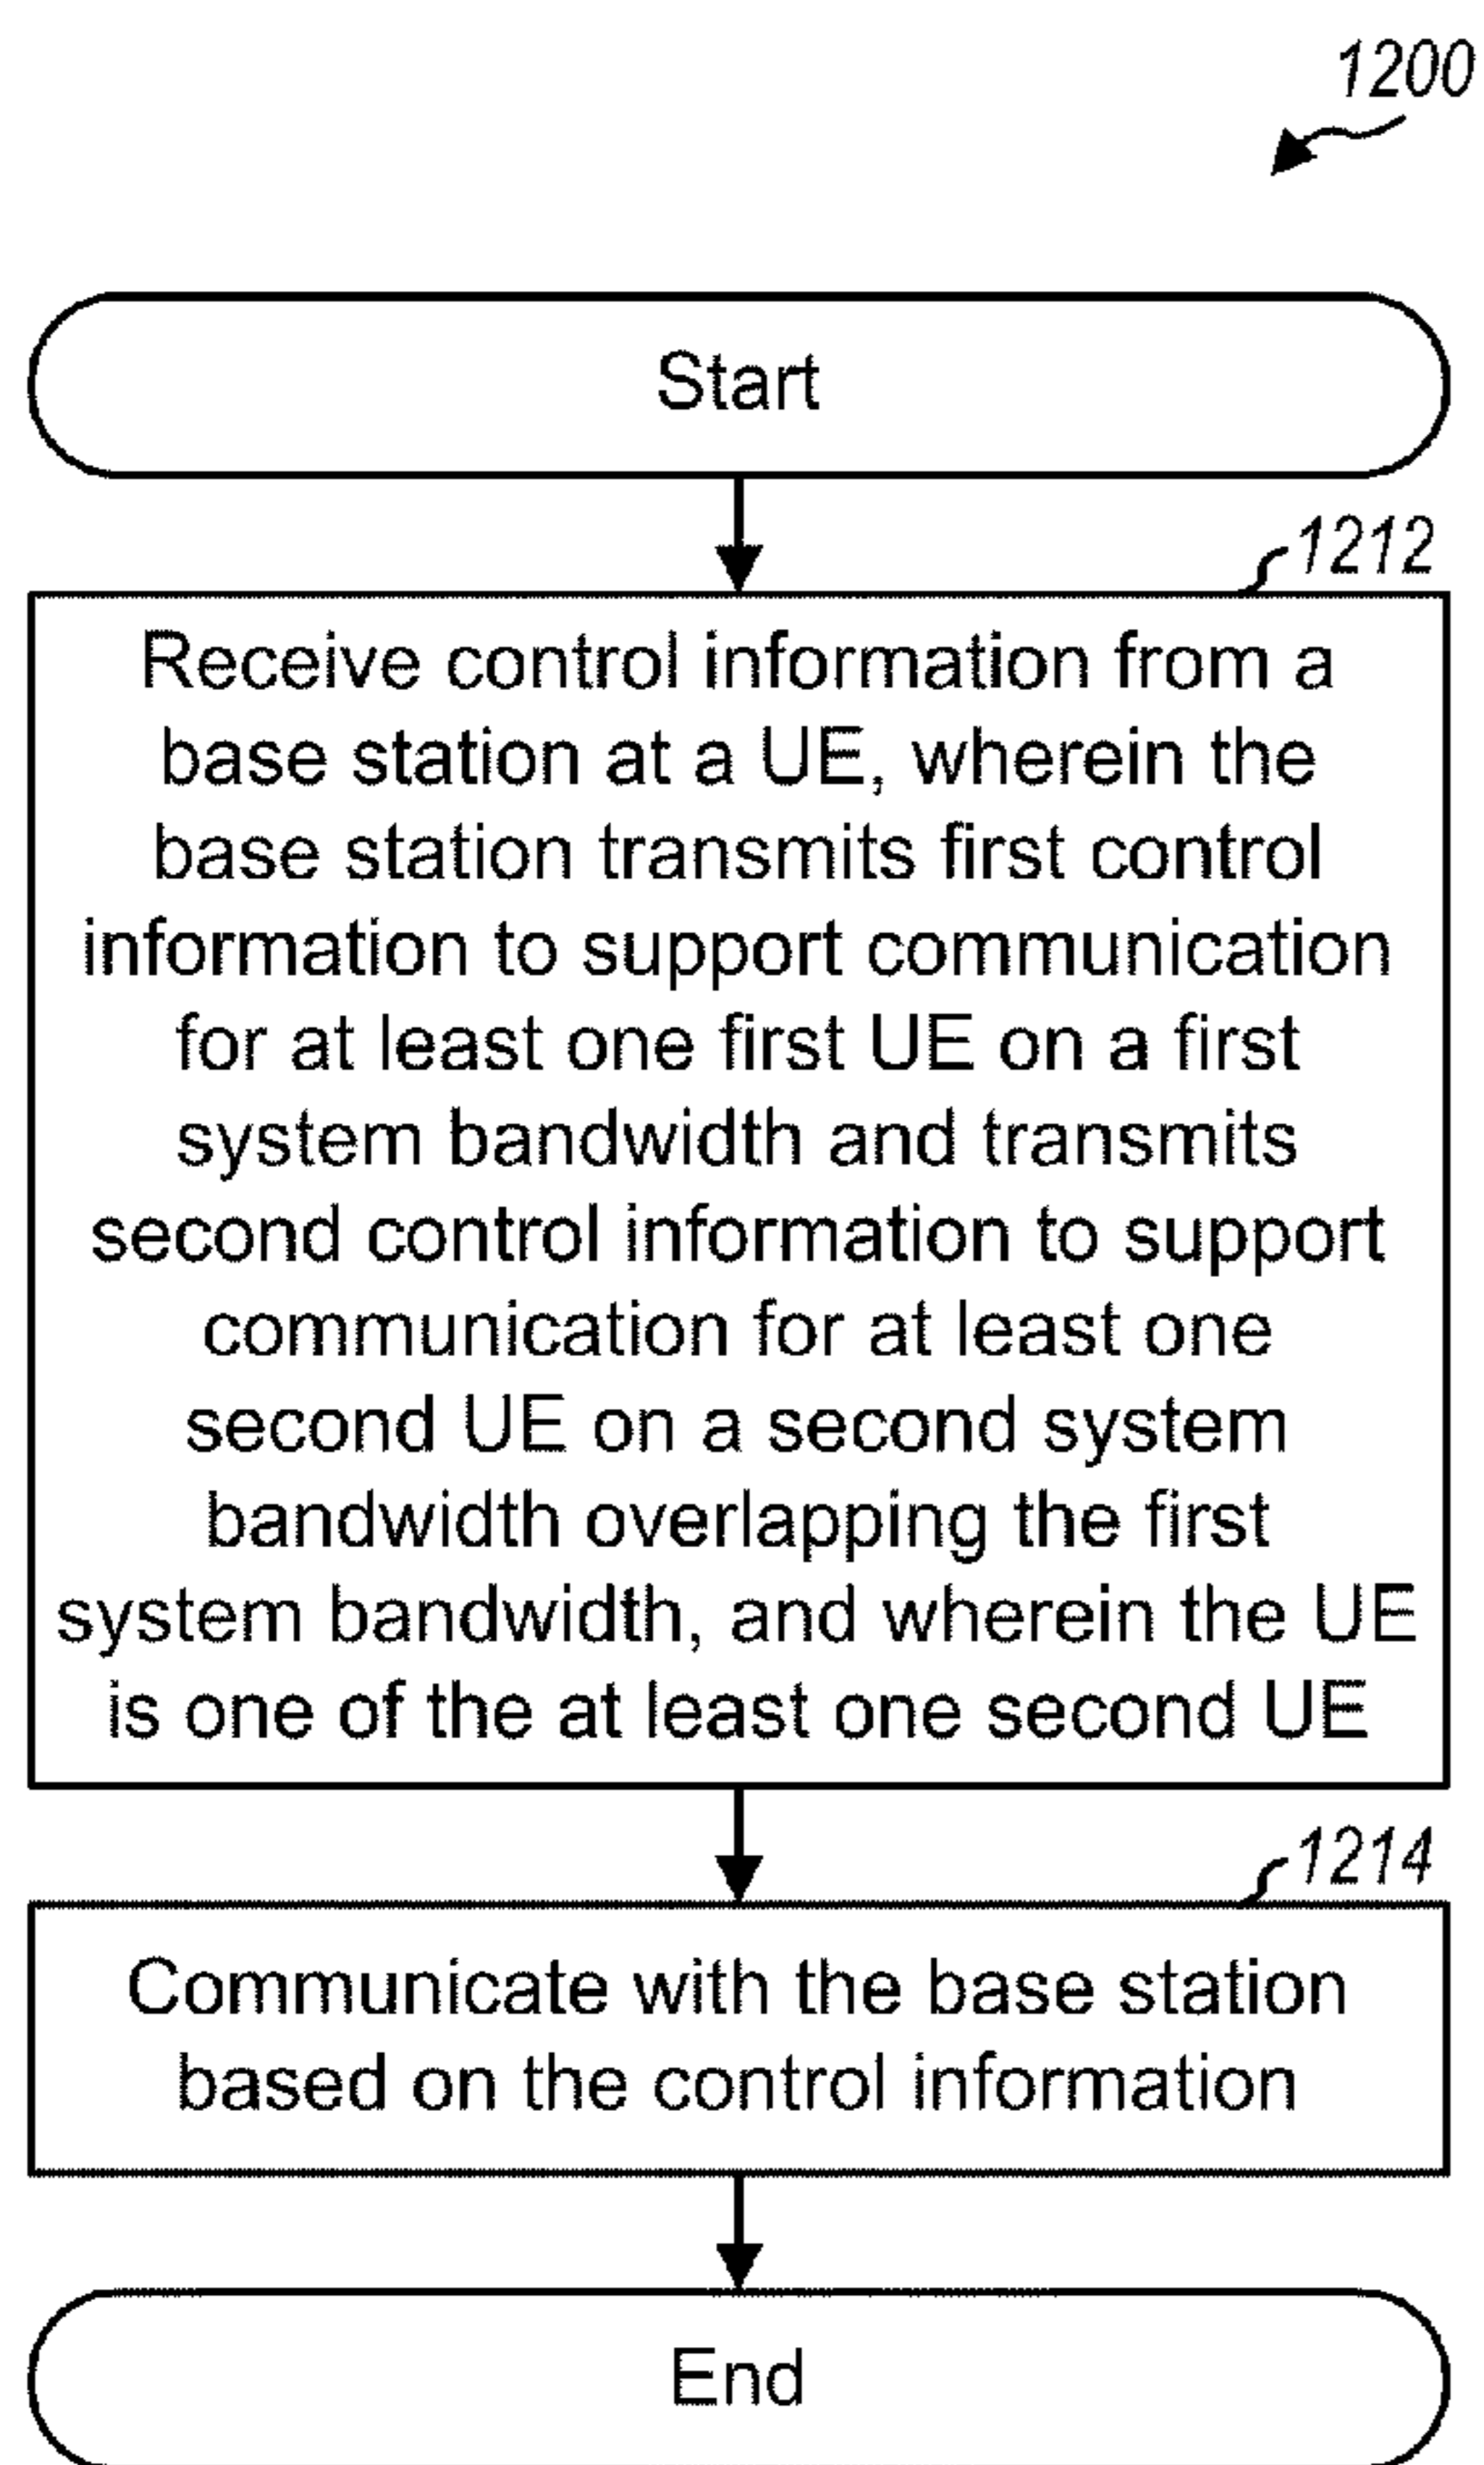 1200
Start
1212
Receive control information from a
base station at a UE, wherein the
base station transmits first control
information to support communication
for at least one first UE on a first
system bandwidth and transmits
second control information to support
communication for at least one
second UE on a second system
bandwidth overlapping the first
system bandwidth, and wherein the UE
is one of the at least one second UE
1214
Communicate with the base station
based on the control information
End